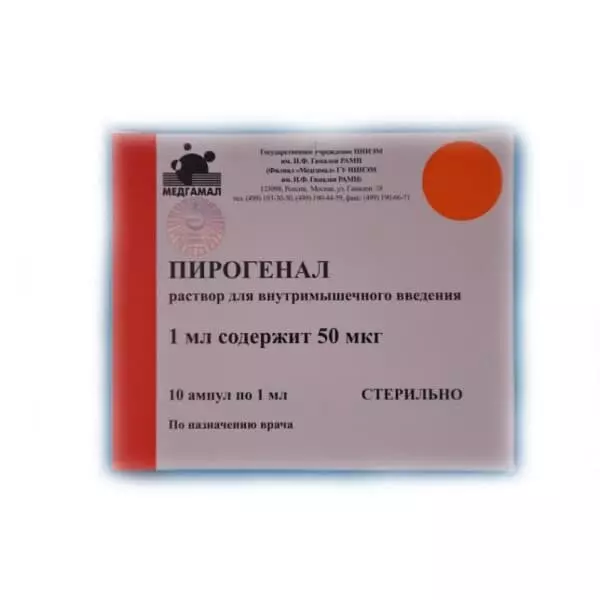 Государственное учреждение НИИЭМ
им. Н.Ф. Гамалеи РАМН
(Филиал «Медгамал» ГУ НИИЭМ
им. Н.Ф. Гамалеи РАМН)
123098, Россия, Москва, ул. Гамалеи, 18
тел. (499) 193-30-50, (499) 190-44-59, факс: (499) 190-66-71
МЕДГАМАЛ
ПИРОГЕНАЛ
раствор для внутримышечного введения
1 мл содержит 50 мкг
10 ампул по 1 мл СТЕРИЛЬНО
По назначению врача